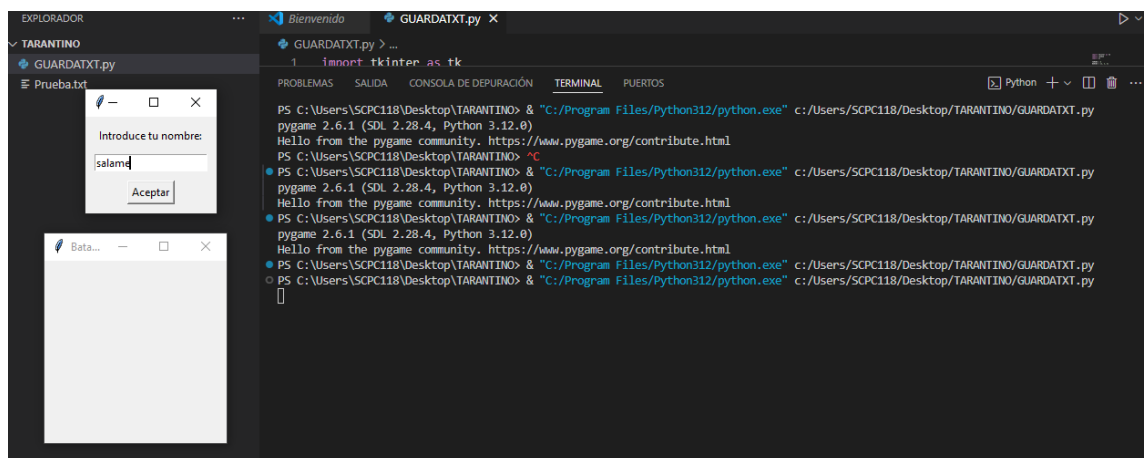 EXPLORADOR ...
TARANTINO
GUARDATXT.py
Prueba.txt
Introduce tu nombre:
salame
Aceptar
Bata...
Bienvenido
GUARDATXT.py
GUARDATXT.py > ...
1 import tkinter as tk
PROBLEMAS SALIDA CONSOLA DE DEPURACIÓN TERMINAL PUERTOS
Python
PS C:\Users\SCPC118\Desktop\TARANTINO> & "C:/Program Files/Python312/python.exe" c:/Users/SCPC118/Desktop/TARANTINO/GUARDATXT.py
pygame 2.6.1 (SDL 2.28.4, Python 3.12.0)
Hello from the pygame community. https://www.pygame.org/contribute.html
PS C:\Users\SCPC118\Desktop\TARANTINO> ^C
PS C:\Users\SCPC118\Desktop\TARANTINO> & "C:/Program Files/Python312/python.exe" c:/Users/SCPC118/Desktop/TARANTINO/GUARDATXT.py
pygame 2.6.1 (SDL 2.28.4, Python 3.12.0)
Hello from the pygame community. https://www.pygame.org/contribute.html
PS C:\Users\SCPC118\Desktop\TARANTINO> & "C:/Program Files/Python312/python.exe" c:/Users/SCPC118/Desktop/TARANTINO/GUARDATXT.py
pygame 2.6.1 (SDL 2.28.4, Python 3.12.0)
Hello from the pygame community. https://www.pygame.org/contribute.html
PS C:\Users\SCPC118\Desktop\TARANTINO> & "C:/Program Files/Python312/python.exe" c:/Users/SCPC118/Desktop/TARANTINO/GUARDATXT.py
PS C:\Users\SCPC118\Desktop\TARANTINO> & "C:/Program Files/Python312/python.exe" c:/Users/SCPC118/Desktop/TARANTINO/GUARDATXT.py